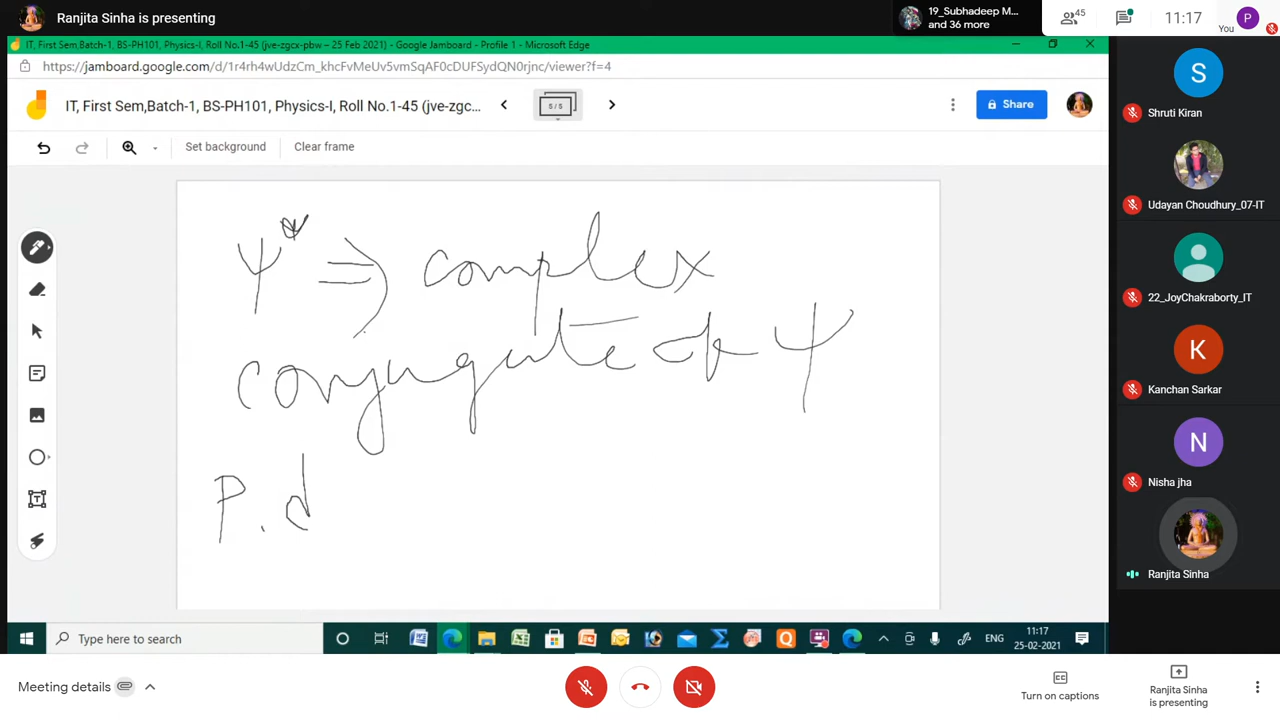 Ranjita Sinha is presenting
19_Subhadeep M...
and 36 more
45
11:17
P
You
IT, First Sem,Batch-1, BS-PH101, Physics-I, Roll No.1-45 (jve-zgcx-pbw – 25 Feb 2021) - Google Jamboard - Profile 1 - Microsoft Edge
https://jamboard.google.com/d/1r4rh4wUdzCm_khcFvMeUv5vmSqAF0cDUFSydQN0rjnc/viewer?f=4
IT, First Sem,Batch-1, BS-PH101, Physics-I, Roll No.1-45 (jve-zgc...
5 / 5
Share
Set background
Clear frame
ψ* ⇒ complex
conjugate of ψ
P. d
S
Shruti Kiran
Udayan Choudhury_07-IT
22_JoyChakraborty_IT
K
Kanchan Sarkar
N
Nisha jha
Ranjita Sinha
Type here to search
ENG
11:17
25-02-2021
Meeting details
Turn on captions
Ranjita Sinha
is presenting